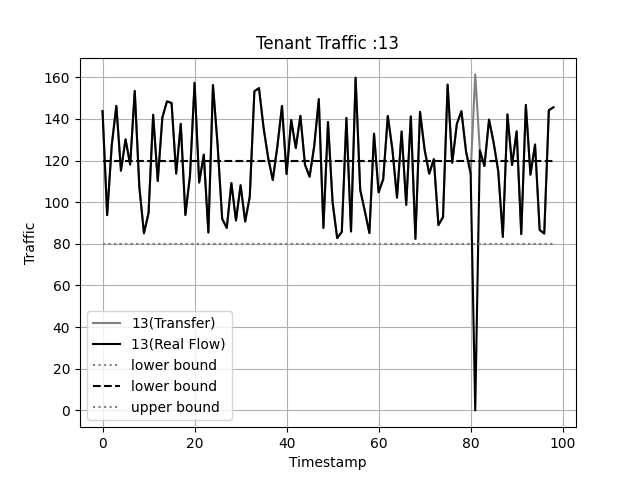 Tenant Traffic :13
160
140
120
100
80
60
40
20
0
Traffic
13(Transfer)
13(Real Flow)
lower bound
lower bound
upper bound
0 20 40 60 80 100
Timestamp